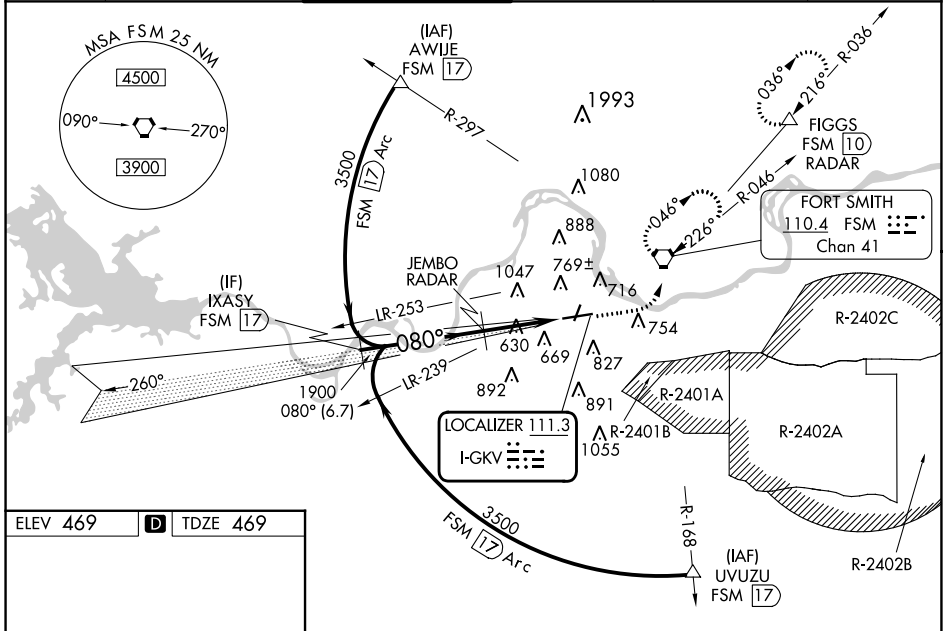 MSA FSM 25 NM
4500
090°
270°
3900
(IAF)
AWIJE
FSM 17
R-297
3500
FSM 17 Arc
1993
1080
888
769±
716
1047
754
630
669
827
892
891
1055
036°
216°
R-036
FIGGS
FSM 10
RADAR
R-046
046°
226°
FORT SMITH
110.4 FSM
Chan 41
JEMBO
RADAR
(IF)
IXASY
FSM 17
LR-253
080°
LR-239
260°
1900
080° (6.7)
LOCALIZER 111.3
I-GKV
R-2401B
R-2401A
R-2402C
R-2402A
R-2402B
3500
FSM 17 Arc
R-168
(IAF)
UVUZU
FSM 17
ELEV 469 D TDZE 469